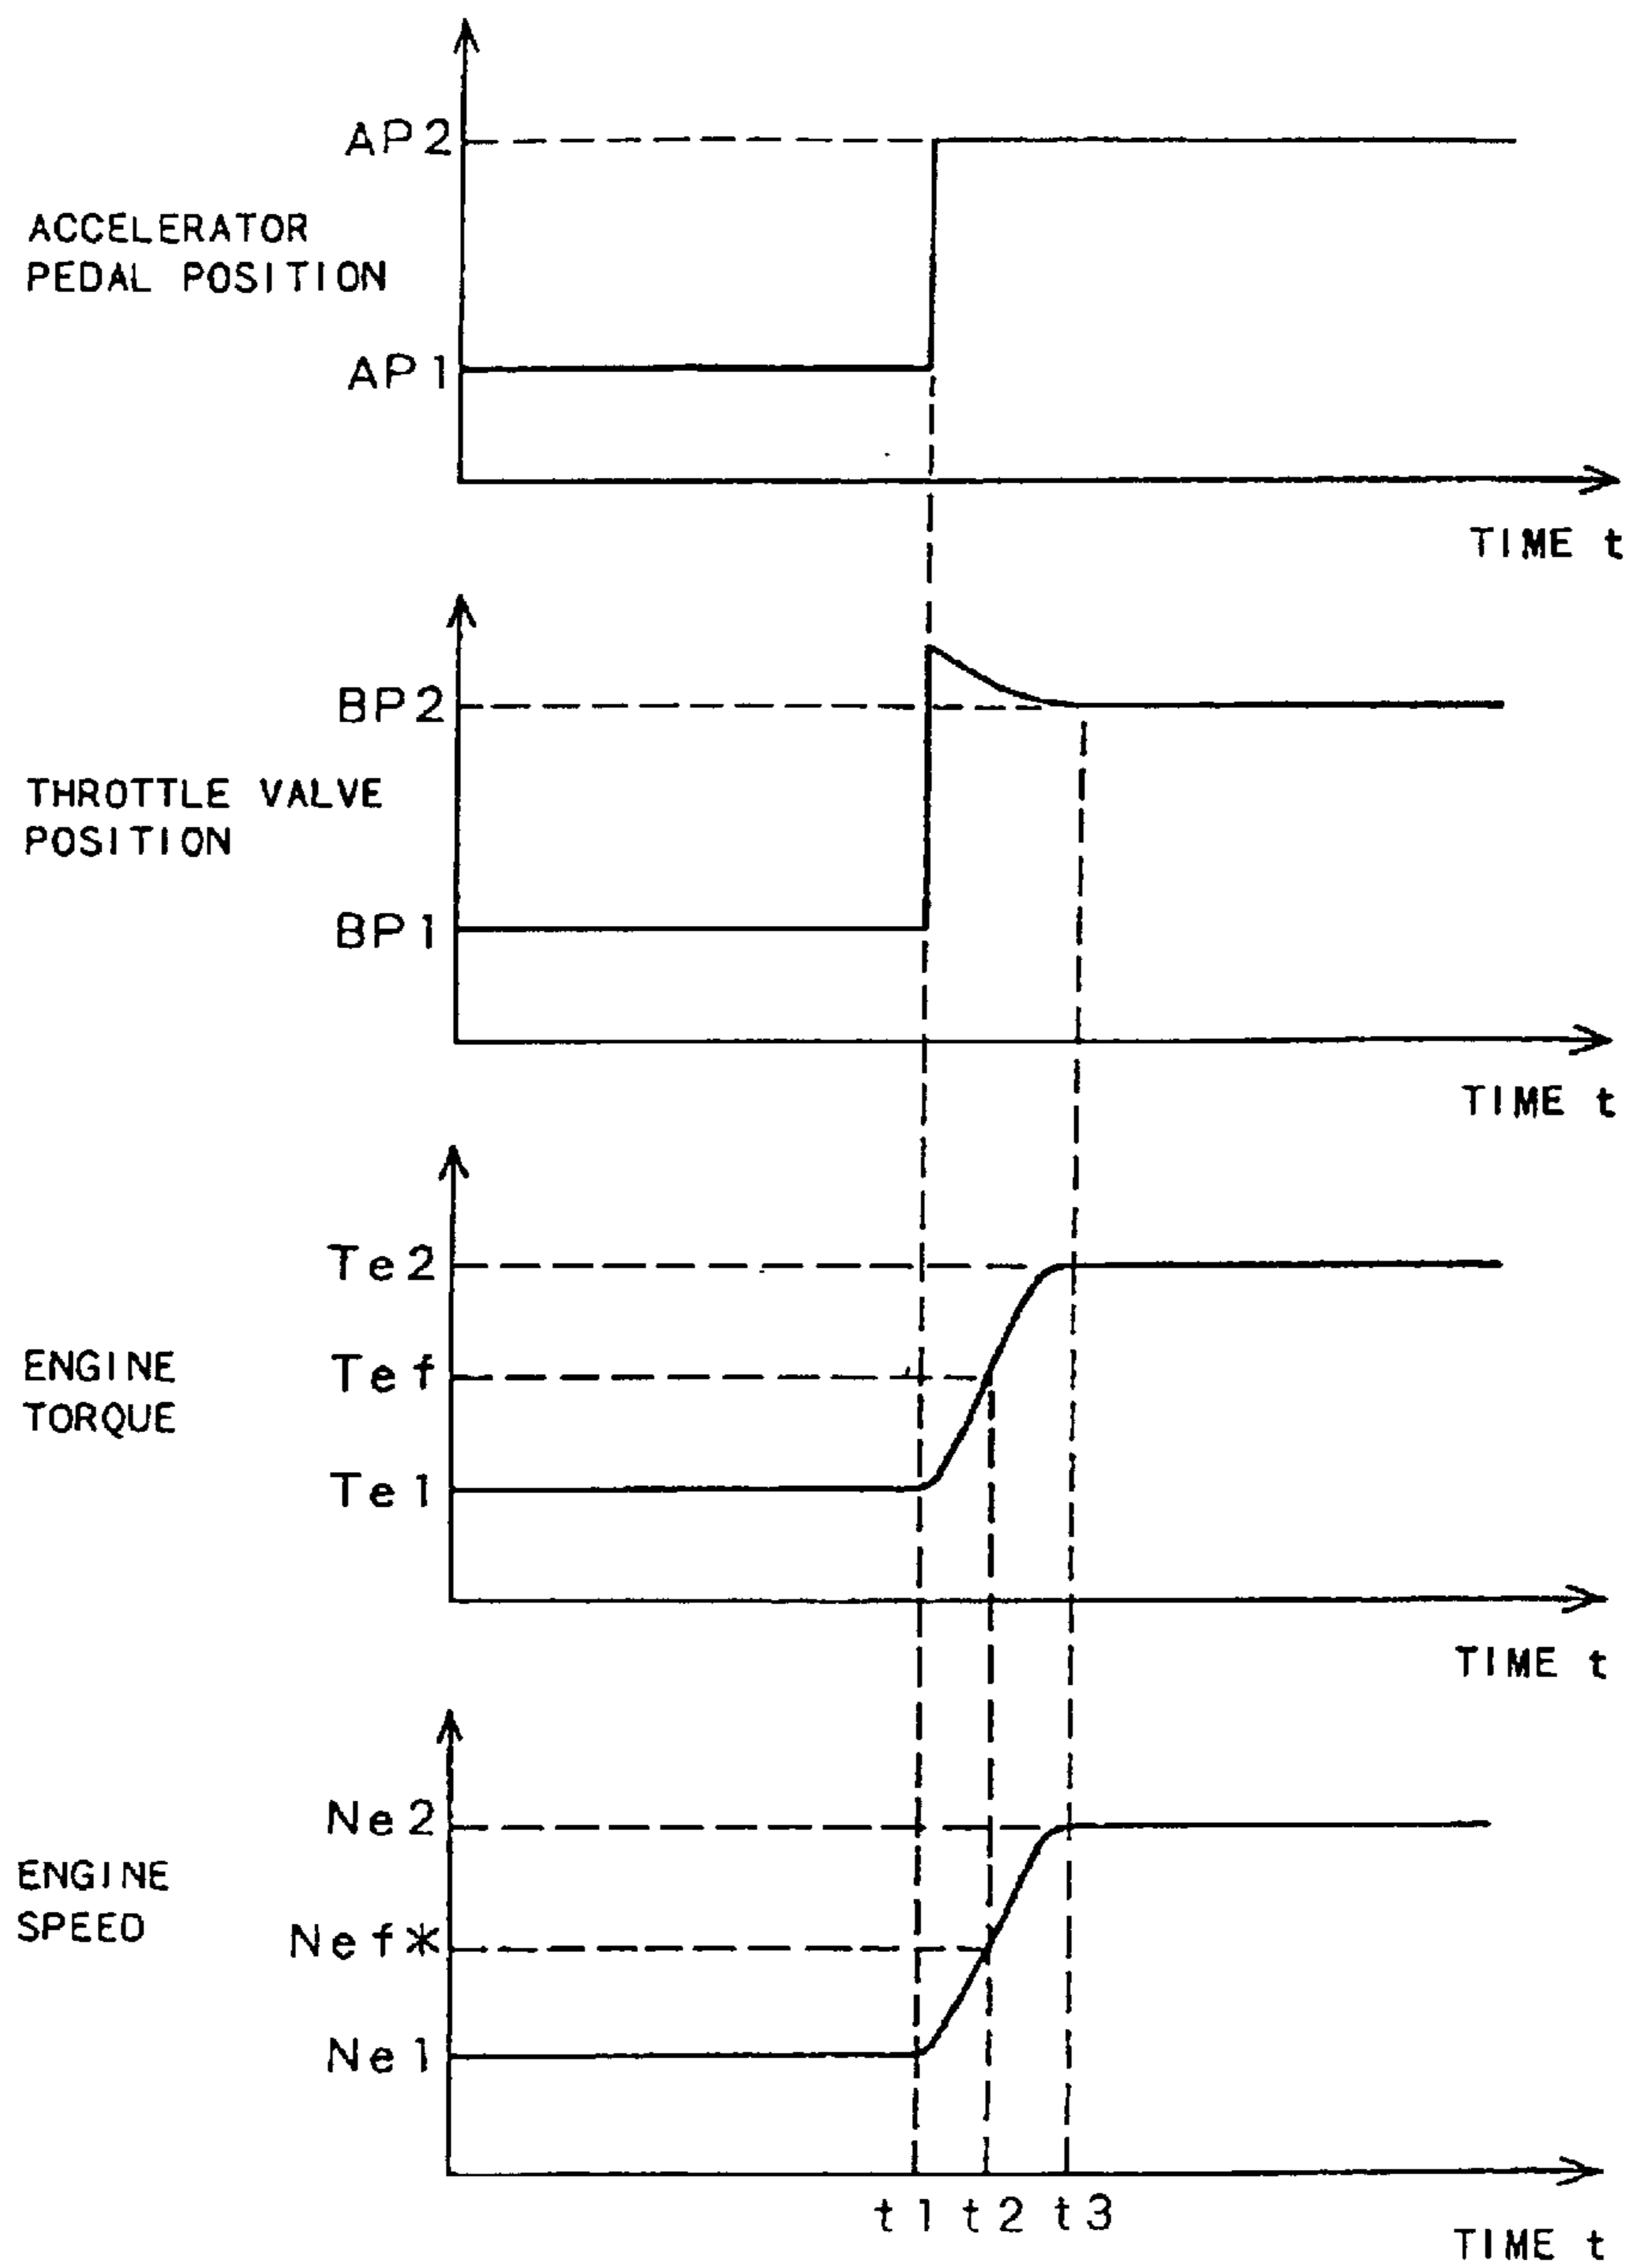 AP2
ACCELERATOR
PEDAL POSITION
AP1
TIME t
BP2
THROTTLE VALVE
POSITION
BP1
TIME t
Te2
ENGINE
TORQUE
Tef
Te1
TIME t
Ne2
ENGINE
SPEED
Nef*
Ne1
t1 t2 t3
TIME t